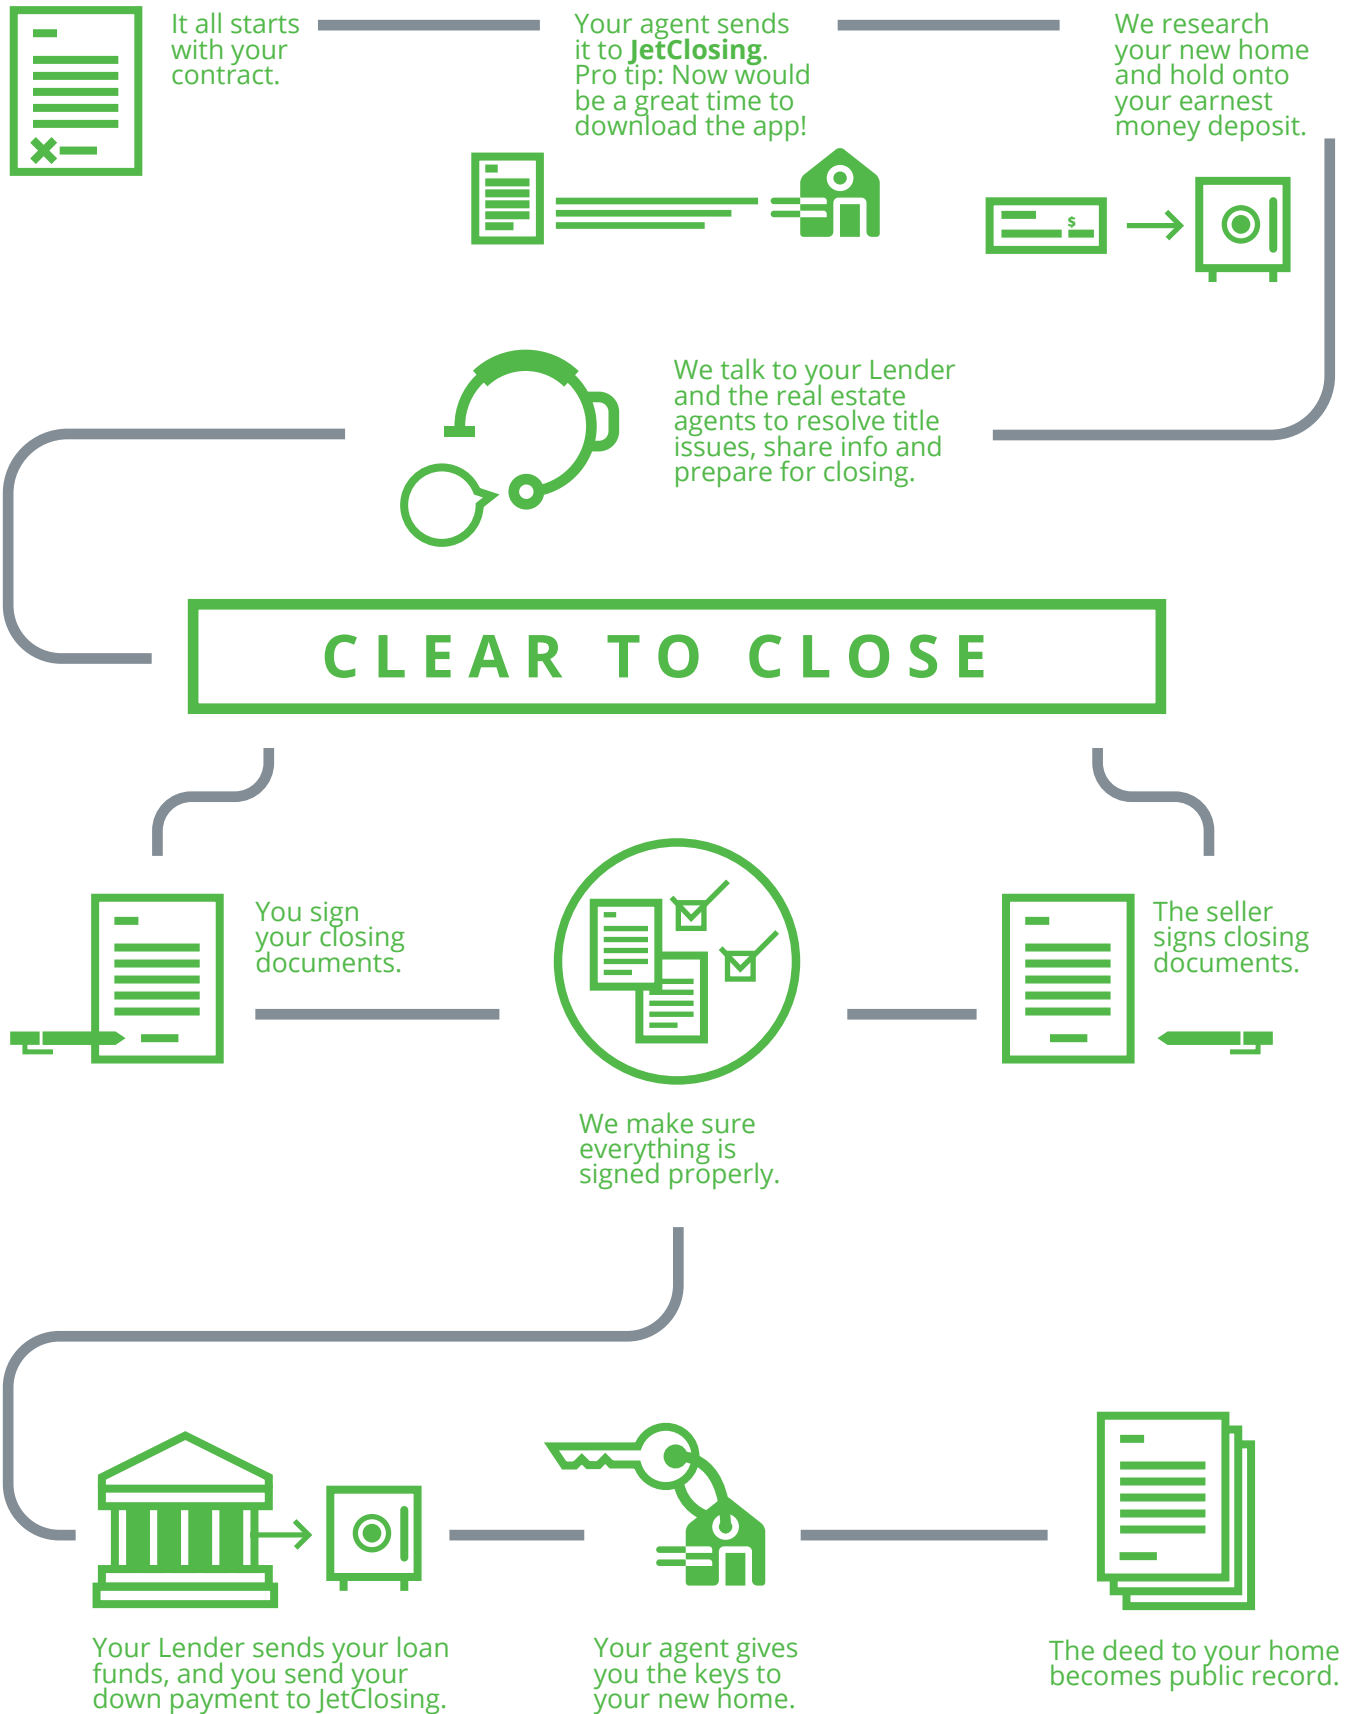 It all starts
with your
contract.
Your agent sends
it to JetClosing.
Pro tip: Now would
be a great time to
download the app!
We research
your new home
and hold onto
your earnest
money deposit.
$
We talk to your Lender
and the real estate
agents to resolve title
issues, share info and
prepare for closing.
CLEAR TO CLOSE
You sign
your closing
documents.
The seller
signs closing
documents.
We make sure
everything is
signed properly.
Your Lender sends your loan
funds, and you send your
down payment to JetClosing.
Your agent gives
you the keys to
your new home.
The deed to your home
becomes public record.